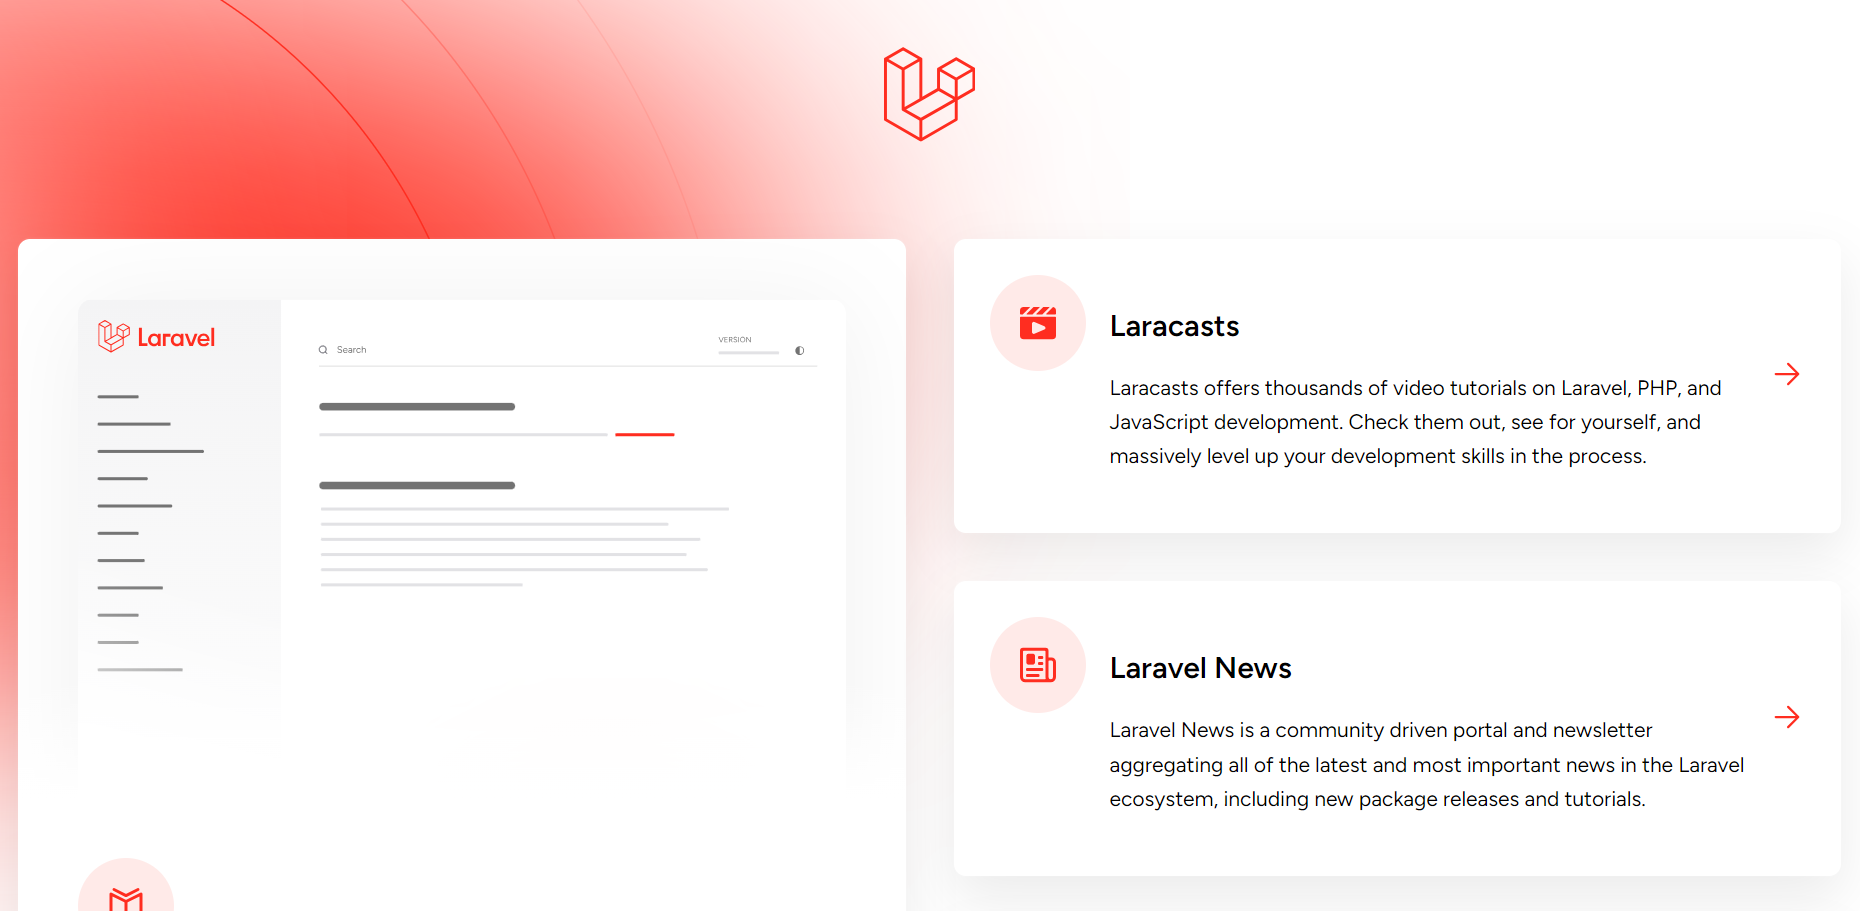 Laravel
Search
VERSION
Laracasts
Laracasts offers thousands of video tutorials on Laravel, PHP, and
JavaScript development. Check them out, see for yourself, and
massively level up your development skills in the process.
Laravel News
Laravel News is a community driven portal and newsletter
aggregating all of the latest and most important news in the Laravel
ecosystem, including new package releases and tutorials.